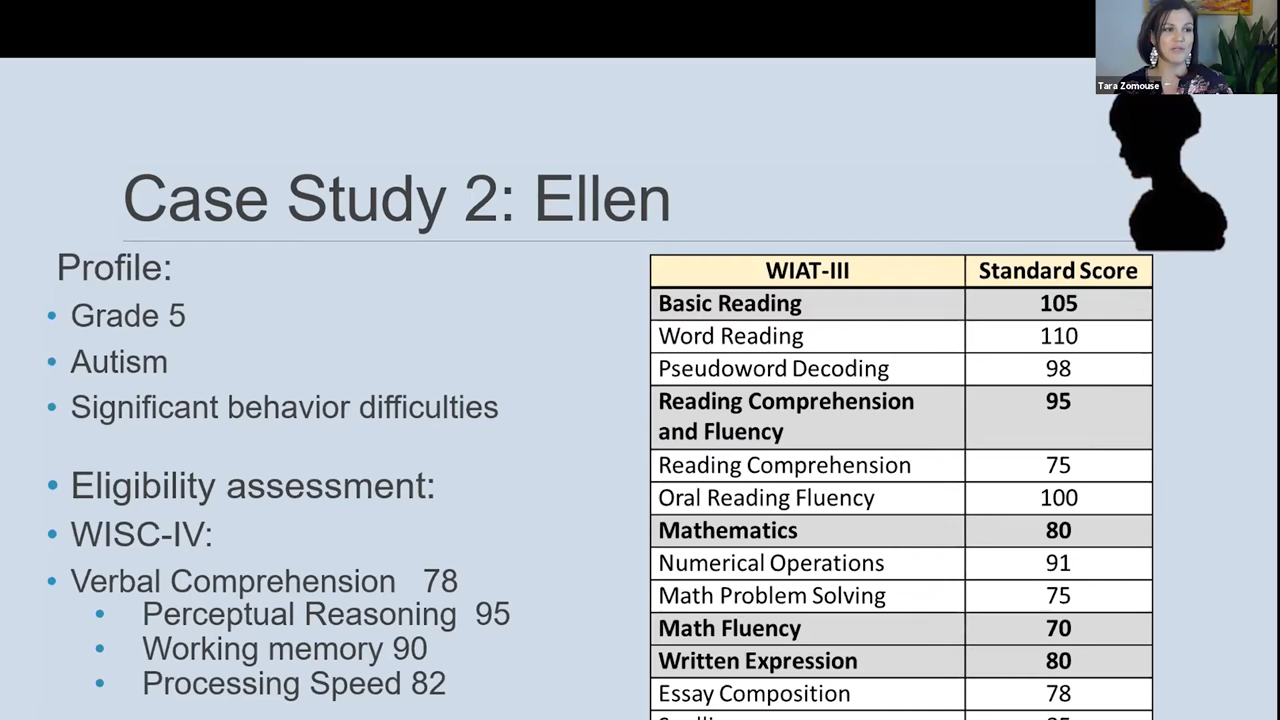 Tara Zomouse
Case Study 2: Ellen
Profile:
• Grade 5
• Autism
• Significant behavior difficulties
• Eligibility assessment:
• WISC-IV:
• Verbal Comprehension 78
• Perceptual Reasoning 95
• Working memory 90
• Processing Speed 82
WIAT-III Standard Score
Basic Reading 105
Word Reading 110
Pseudoword Decoding 98
Reading Comprehension 95
and Fluency
Reading Comprehension 75
Oral Reading Fluency 100
Mathematics 80
Numerical Operations 91
Math Problem Solving 75
Math Fluency 70
Written Expression 80
Essay Composition 78